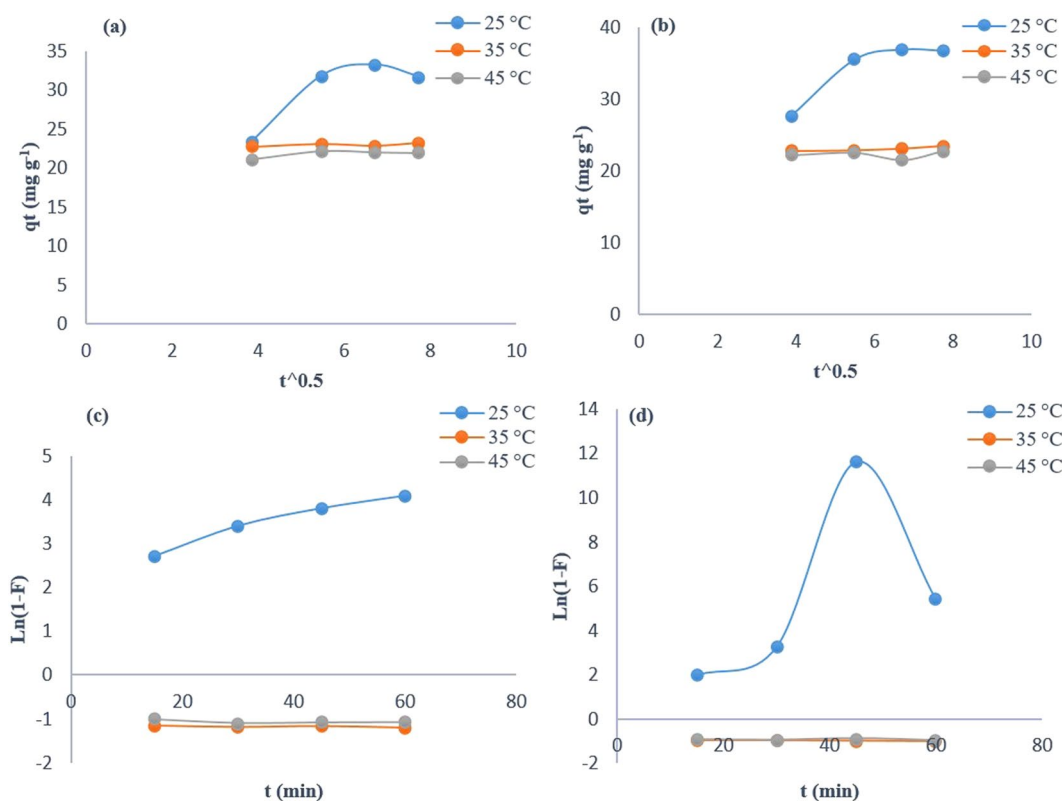 (a)
25 °C
35 °C
45 °C
35
30
25
20
15
10
5
0
qt (mg g-1)
0 2 4 6 8 10
t^0.5
(b)
25 °C
35 °C
45 °C
40
30
20
10
0
qt (mg g-1)
0 2 4 6 8 10
t^0.5
(c)
25 °C
35 °C
45 °C
5
4
3
2
1
0
-1
-2
Ln(1-F)
0 20 40 60 80
t (min)
(d)
25 °C
35 °C
45 °C
14
12
10
8
6
4
2
0
-2
Ln(1-F)
0 20 40 60 80
t (min)